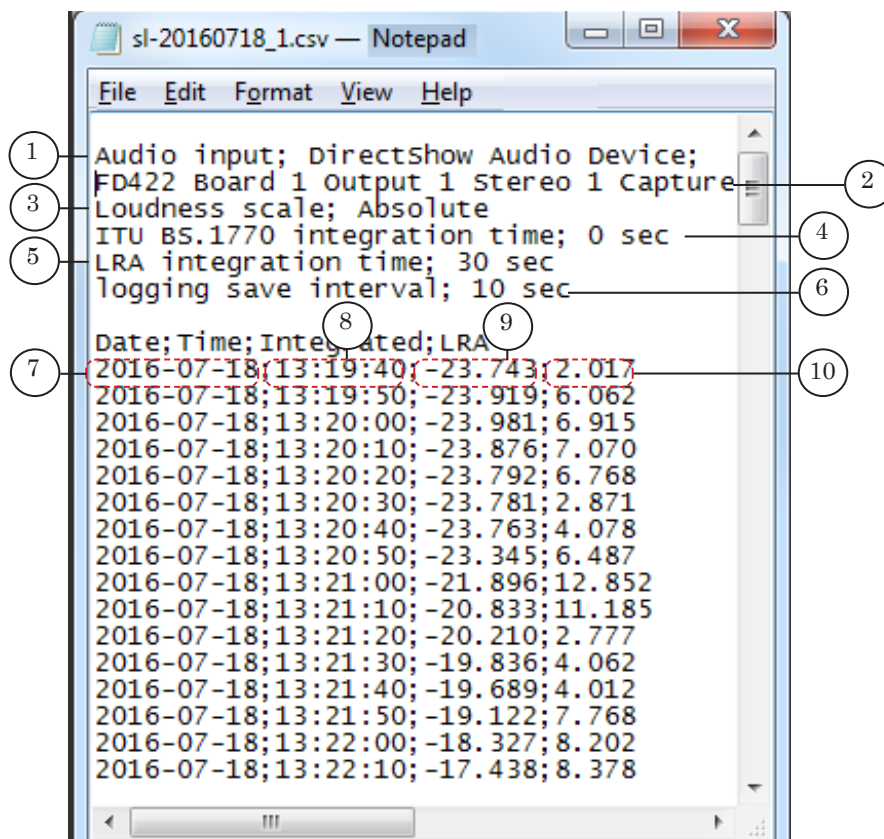 sl-20160718_1.csv — Notepad
File Edit Format View Help
1 Audio input; DirectShow Audio Device;
FD422 Board 1 Output 1 Stereo 1 Capture 2
3 Loudness scale; Absolute
ITU BS.1770 integration time; 0 sec 4
5 LRA integration time; 30 sec
logging save interval; 10 sec 6
8 9
Date;Time;Integrated;LRA
7 2016-07-18;13:19:40;-23.743;2.017 10
2016-07-18;13:19:50;-23.919;6.062
2016-07-18;13:20:00;-23.981;6.915
2016-07-18;13:20:10;-23.876;7.070
2016-07-18;13:20:20;-23.792;6.768
2016-07-18;13:20:30;-23.781;2.871
2016-07-18;13:20:40;-23.763;4.078
2016-07-18;13:20:50;-23.345;6.487
2016-07-18;13:21:00;-21.896;12.852
2016-07-18;13:21:10;-20.833;11.185
2016-07-18;13:21:20;-20.210;2.777
2016-07-18;13:21:30;-19.836;4.062
2016-07-18;13:21:40;-19.689;4.012
2016-07-18;13:21:50;-19.122;7.768
2016-07-18;13:22:00;-18.327;8.202
2016-07-18;13:22:10;-17.438;8.378